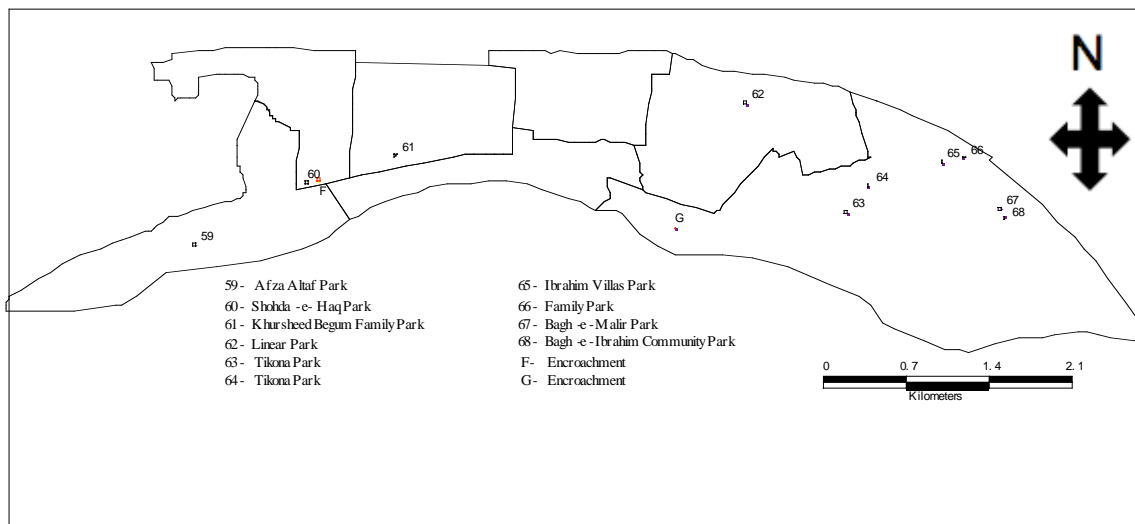 N
62
61
65
66
60
64
F
67
63
68
G
59
59- Afza Altaf Park
60- Shohda -e- Haq Park
61- Khursheed Begum Family Park
62- Linear Park
63- Tikona Park
64- Tikona Park
65- Ibrahim Villas Park
66- Family Park
67- Bagh -e- Malir Park
68- Bagh -e- Ibrahim Community Park
F- Encroachment
G- Encroachment
0 0.7 1.4 2.1
Kilometers